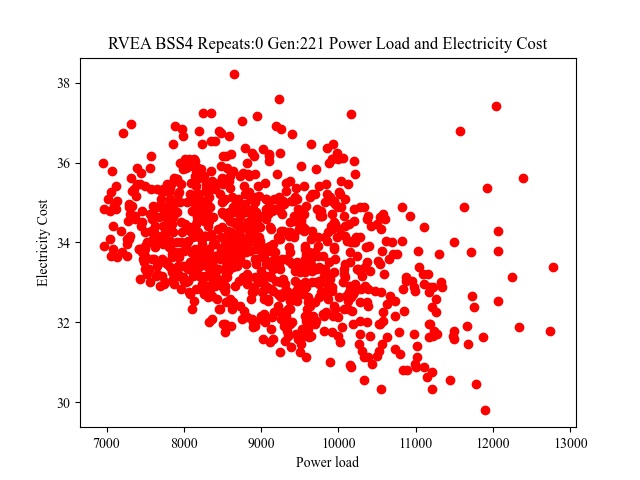 RVEA BSS4 Repeats:0 Gen:221 Power Load and Electricity Cost
38
36
34
32
30
Electricity Cost
7000 8000 9000 10000 11000 12000 13000
Power load